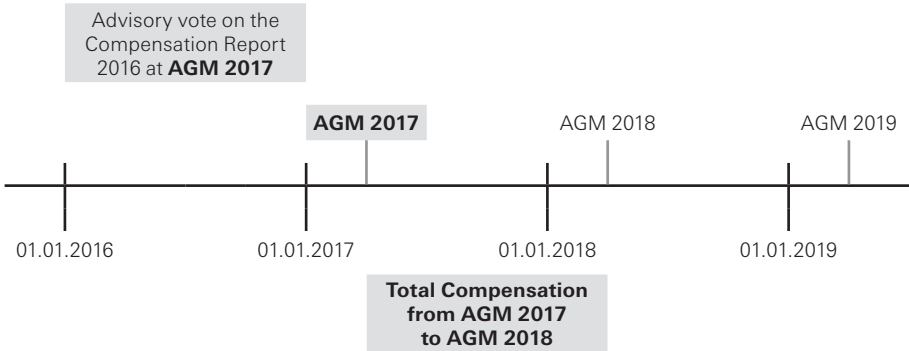 Advisory vote on the
Compensation Report
2016 at AGM 2017
AGM 2017
AGM 2018
AGM 2019
01.01.2016
01.01.2017
01.01.2018
01.01.2019
Total Compensation
from AGM 2017
to AGM 2018